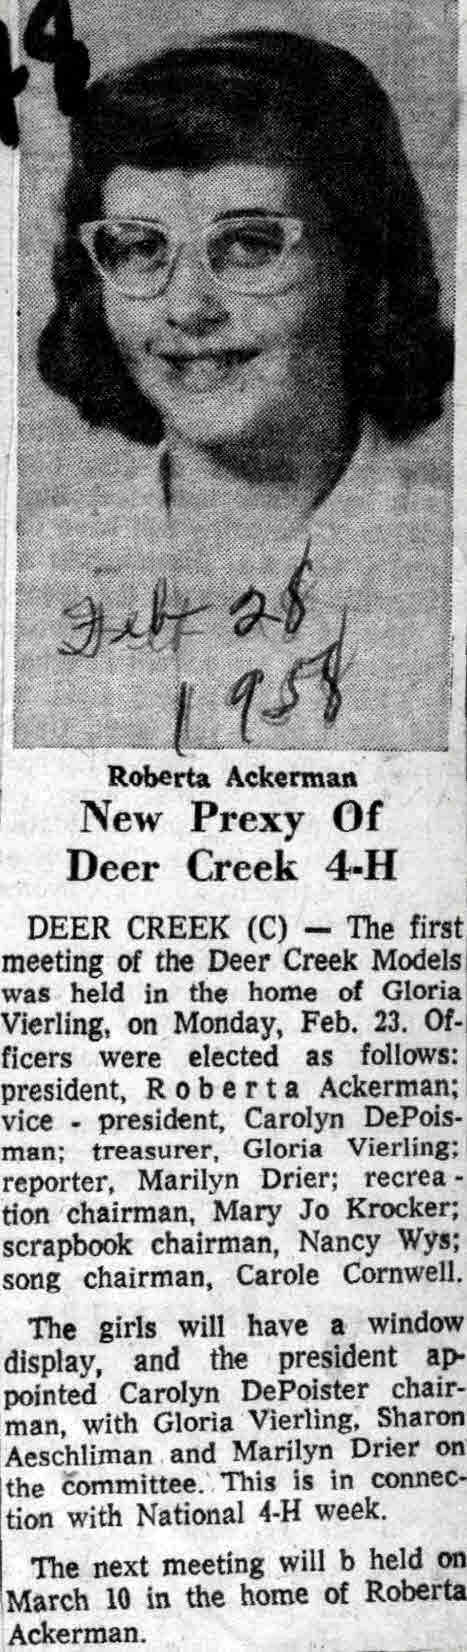 48
Feb 28
1958
Roberta Ackerman
New Prexy Of
Deer Creek 4-H
DEER CREEK (C) — The first
meeting of the Deer Creek Models
was held in the home of Gloria
Vierling, on Monday, Feb. 23. Of-
ficers were elected as follows:
president, Roberta Ackerman;
vice - president, Carolyn DePois-
man; treasurer, Gloria Vierling;
reporter, Marilyn Drier; recrea-
tion chairman, Mary Jo Krocker;
scrapbook chairman, Nancy Wys;
song chairman, Carole Cornwell.
The girls will have a window
display, and the president ap-
pointed Carolyn DePoister chair-
man, with Gloria Vierling, Sharon
Aeschliman and Marilyn Drier on
the committee. This is in connec-
tion with National 4-H week.
The next meeting will b held on
March 10 in the home of Roberta
Ackerman.